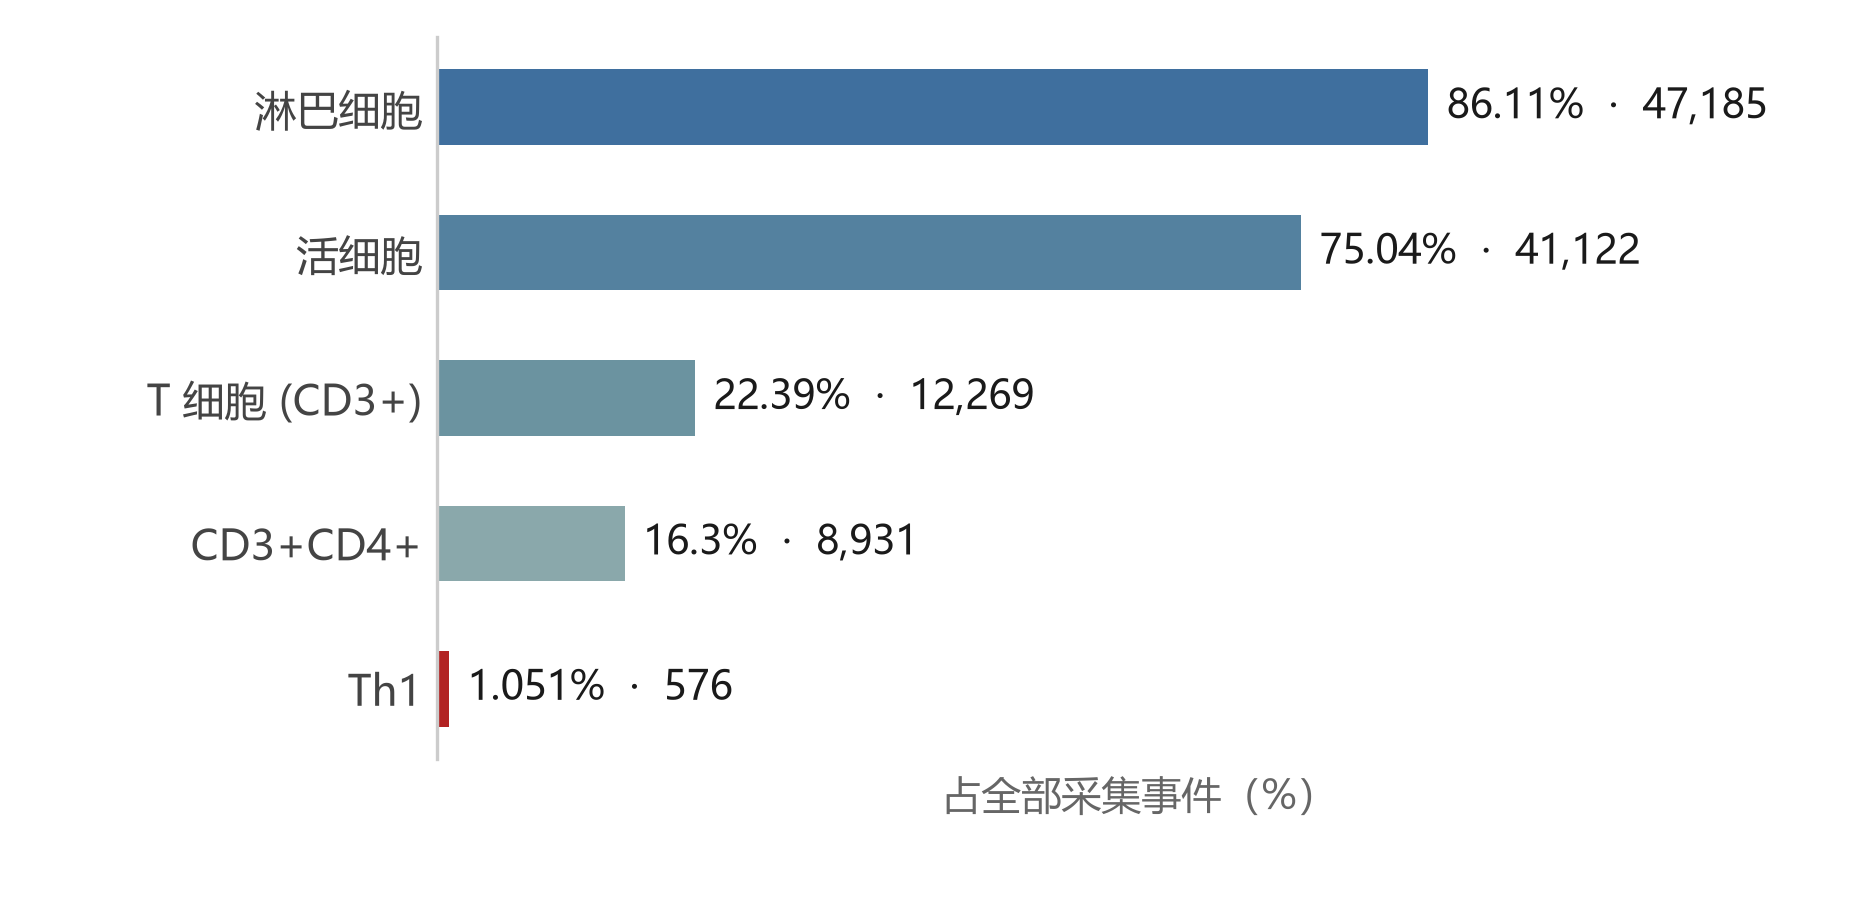 淋巴细胞 86.11% · 47,185
活细胞 75.04% · 41,122
T 细胞 (CD3+) 22.39% · 12,269
CD3+CD4+ 16.3% · 8,931
Th1 1.051% · 576
占全部采集事件（%）